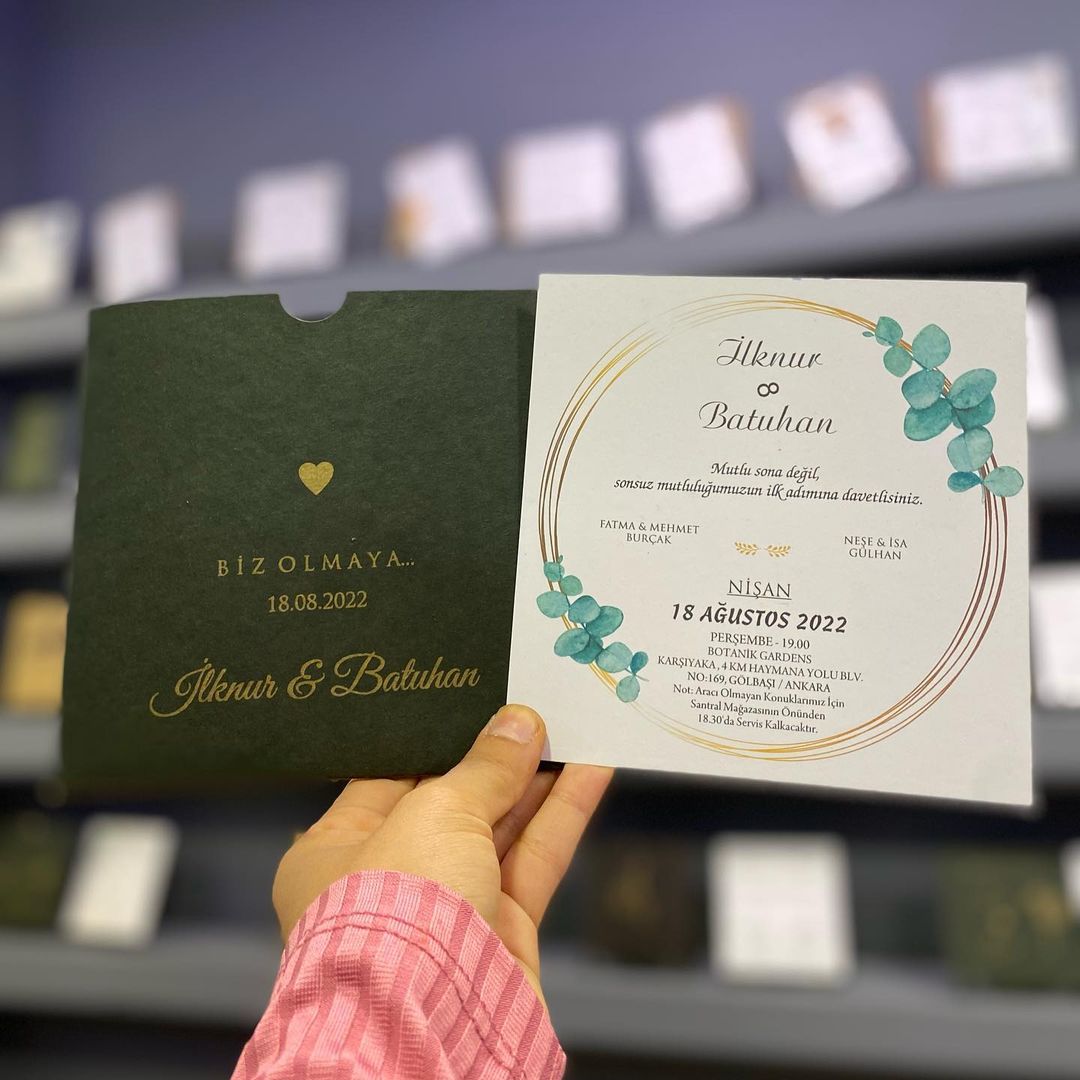 BİZ OLMAYA...
18.08.2022
İlknur & Batuhan
İlknur
&
Batuhan
Mutlu sona değil,
sonsuz mutluluğumuzun ilk adımına davetlisiniz.
FATMA & MEHMET
BURÇAK
NEŞE & İSA
GÜLHAN
NİŞAN
18 AĞUSTOS 2022
PERŞEMBE - 19.00
BOTANİK GARDENS
KARŞIYAKA, 4 KM HAYMANA YOLU BLV.
NO:169, GÖLBAŞI / ANKARA
Not: Aracı Olmayan Konuklarımız İçin
Santral Mağazasının Önünden
18.30'da Servis Kalkacaktır.